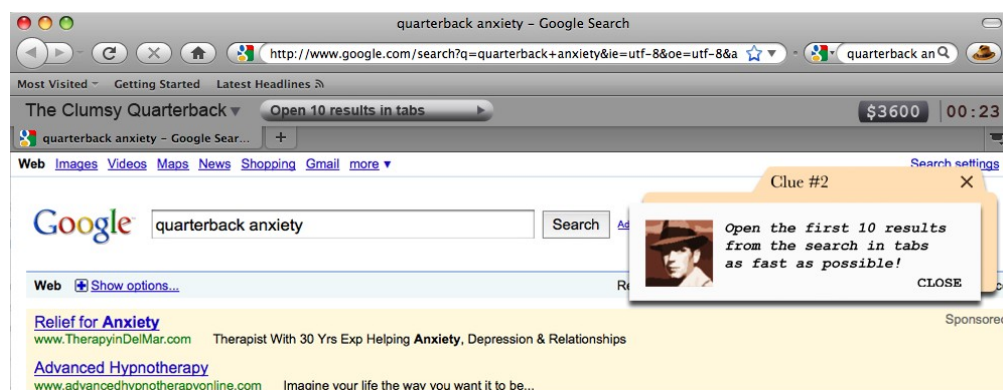 quarterback anxiety – Google Search
http://www.google.com/search?q=quarterback+anxiety&ie=utf-8&oe=utf-8&a
quarterback an
Most Visited Getting Started Latest Headlines
The Clumsy Quarterback Open 10 results in tabs $3600 00:23
quarterback anxiety – Google Sear... +
Web Images Videos Maps News Shopping Gmail more Search settings
Clue #2
Google quarterback anxiety Search Ad
Open the first 10 results
from the search in tabs
as fast as possible!
CLOSE
Web Show options... Re
Relief for Anxiety Sponsored
www.TherapyinDelMar.com Therapist With 30 Yrs Exp Helping Anxiety, Depression & Relationships
Advanced Hypnotherapy
www.advancedhypnotherapyonline.com Imagine your life the way you want it to be...